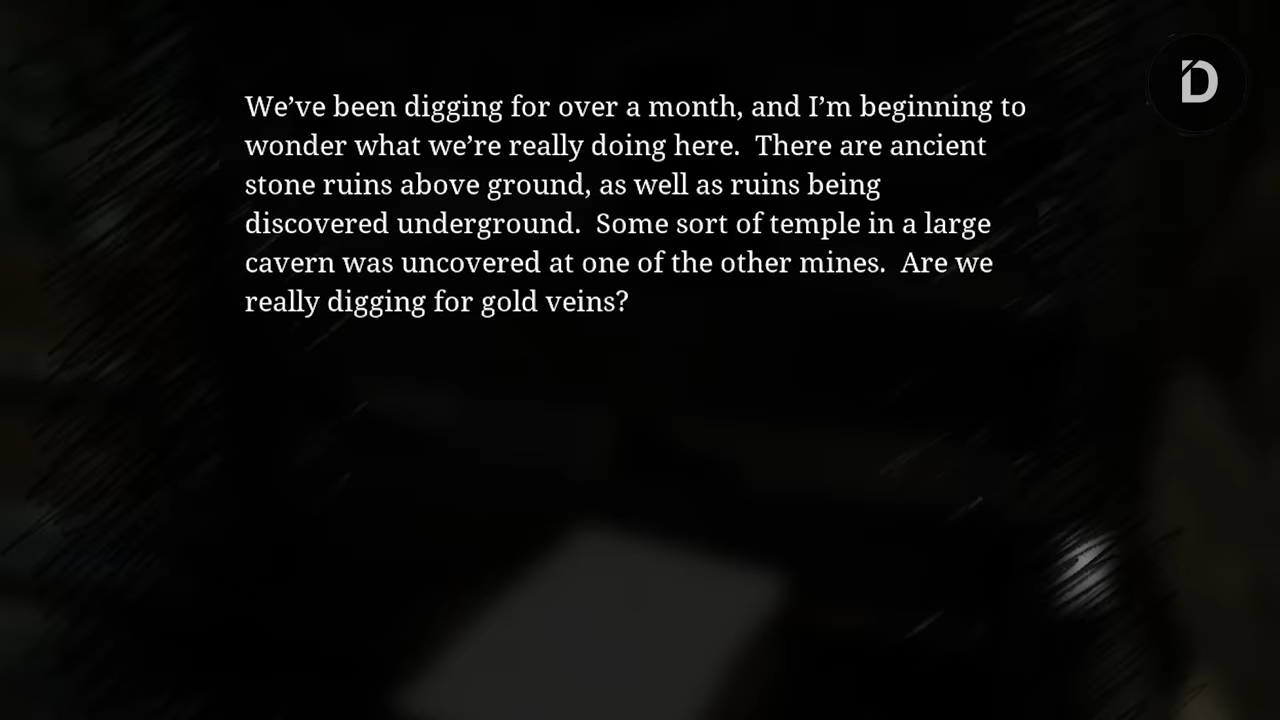 D
We’ve been digging for over a month, and I’m beginning to
wonder what we’re really doing here.  There are ancient
stone ruins above ground, as well as ruins being
discovered underground.  Some sort of temple in a large
cavern was uncovered at one of the other mines.  Are we
really digging for gold veins?